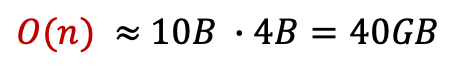 O(n) ≈ 10B · 4B = 40GB